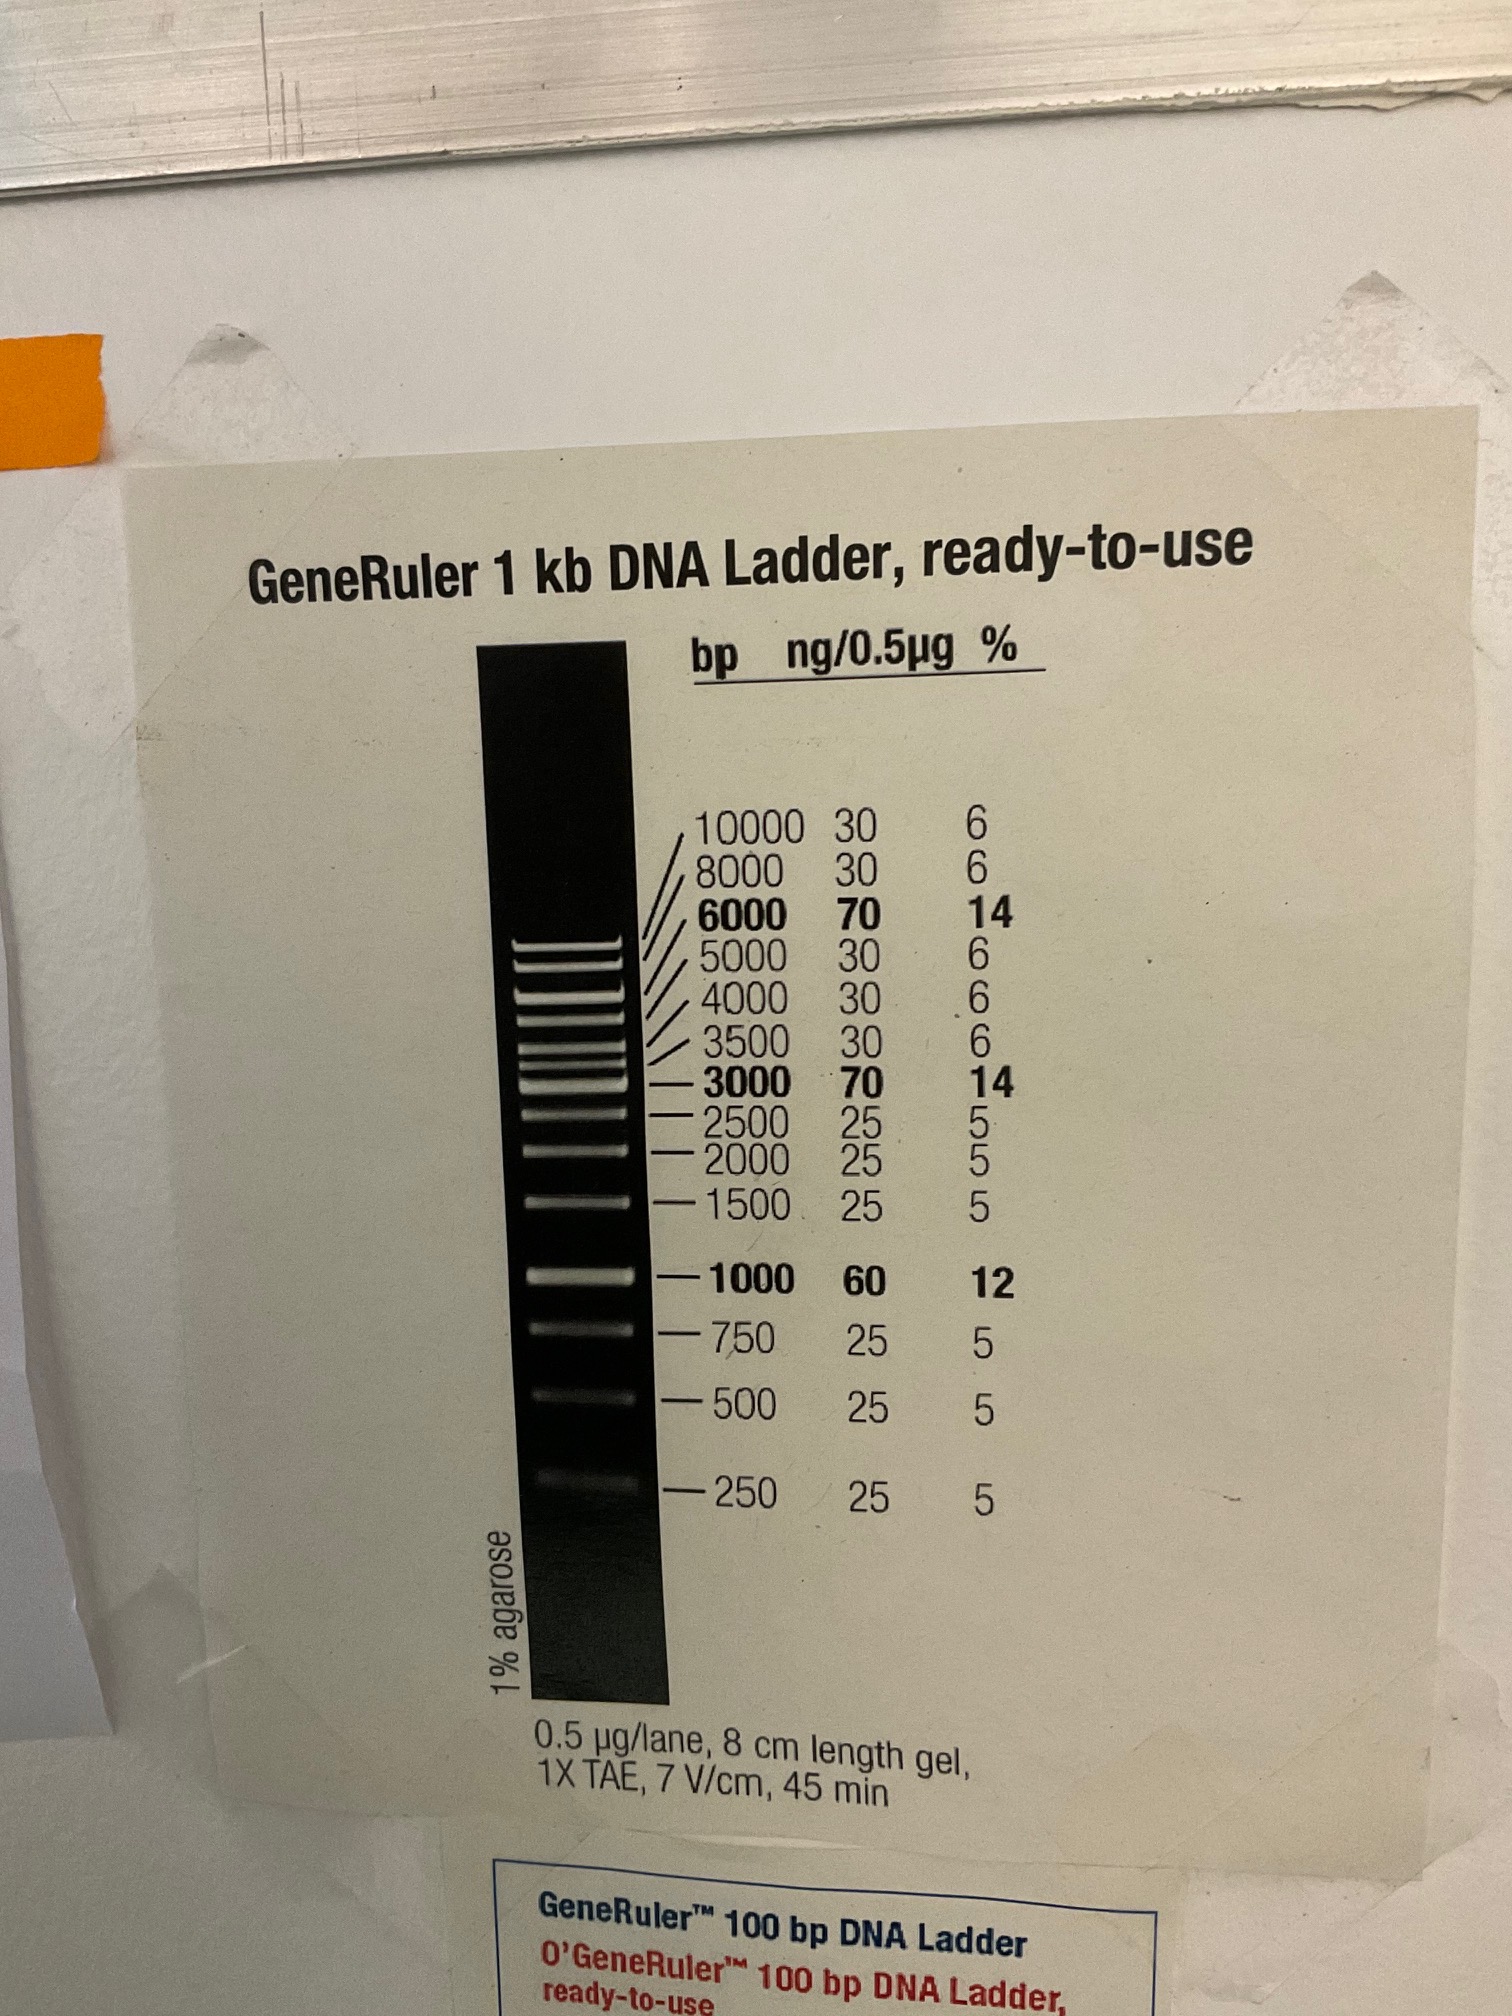 GeneRuler 1 kb DNA Ladder, ready-to-use
bp ng/0.5µg %
10000 30 6
8000 30 6
6000 70 14
5000 30 6
4000 30 6
3500 30 6
3000 70 14
2500 25 5
2000 25 5
1500 25 5
1000 60 12
750 25 5
500 25 5
250 25 5
1% agarose
0.5 µg/lane, 8 cm length gel,
1X TAE, 7 V/cm, 45 min
GeneRuler™ 100 bp DNA Ladder
O'GeneRuler™ 100 bp DNA Ladder,
ready-to-use